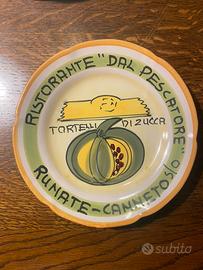 RISTORANTE "DAL PESCATORE"
TORTELLI DI ZUCCA
RUNATE-CANNETO S/O
subito